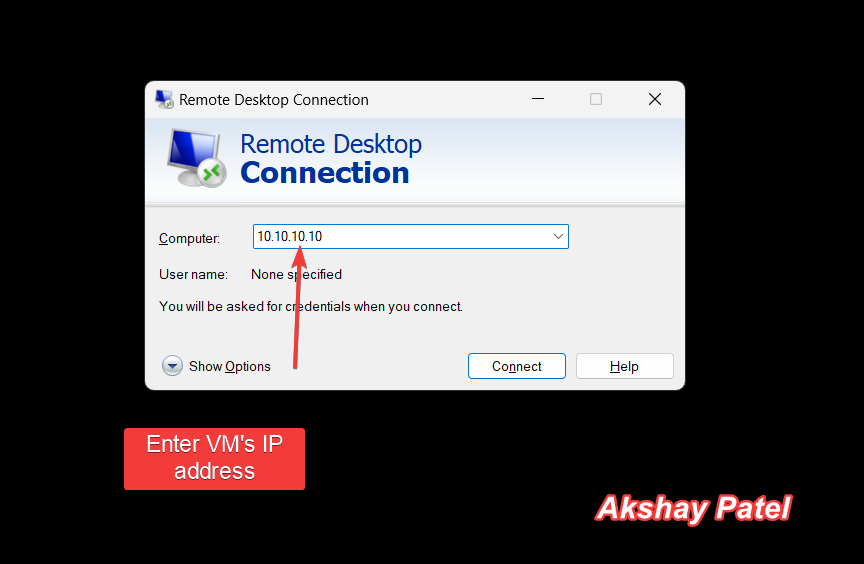 Remote Desktop Connection
Remote Desktop
Connection
Computer: 10.10.10.10
User name: None specified
You will be asked for credentials when you connect.
Show Options Connect Help
Enter VM's IP
address
Akshay Patel